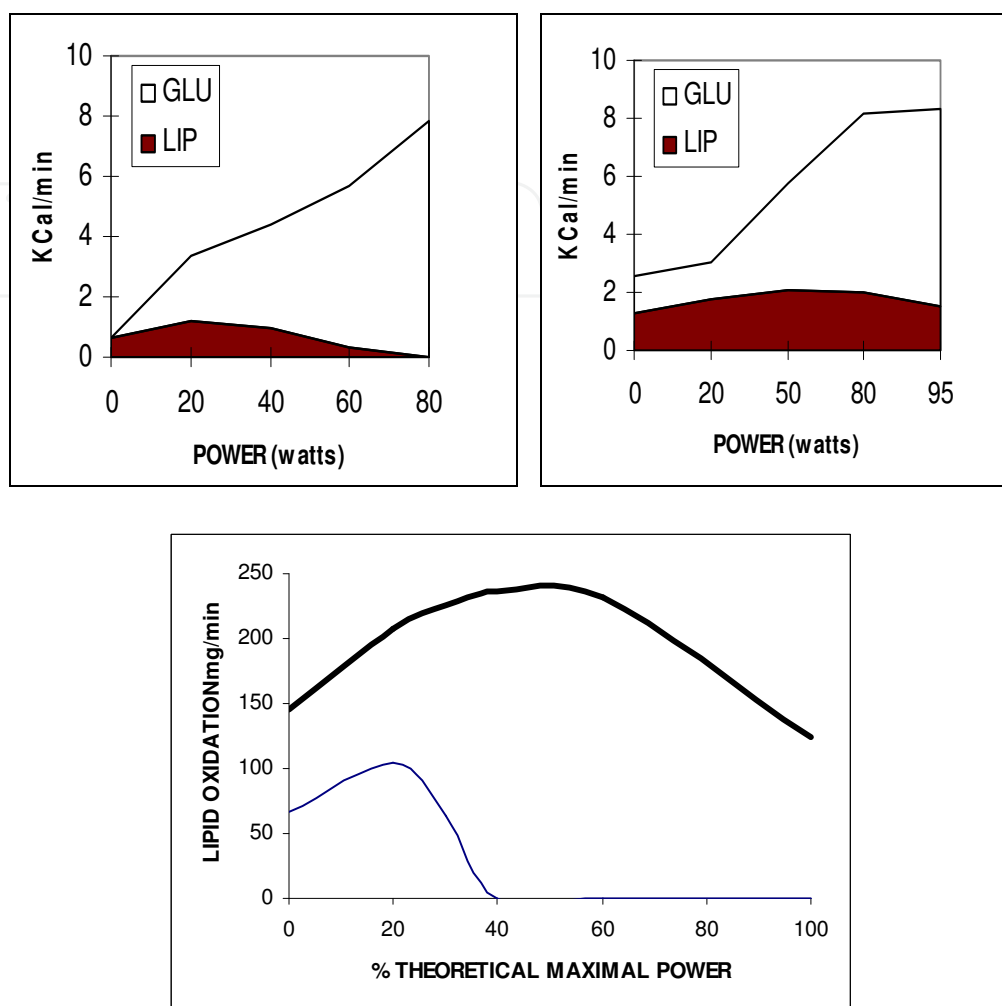 10
8
6
4
2
0
KCal/min
GLU
LIP
0 20 40 60 80
POWER (watts)
10
8
6
4
2
0
KCal/min
GLU
LIP
0 20 50 80 95
POWER (watts)
250
200
150
100
50
0
LIPID OXIDATIONmg/min
0 20 40 60 80 100
% THEORETICAL MAXIMAL POWER